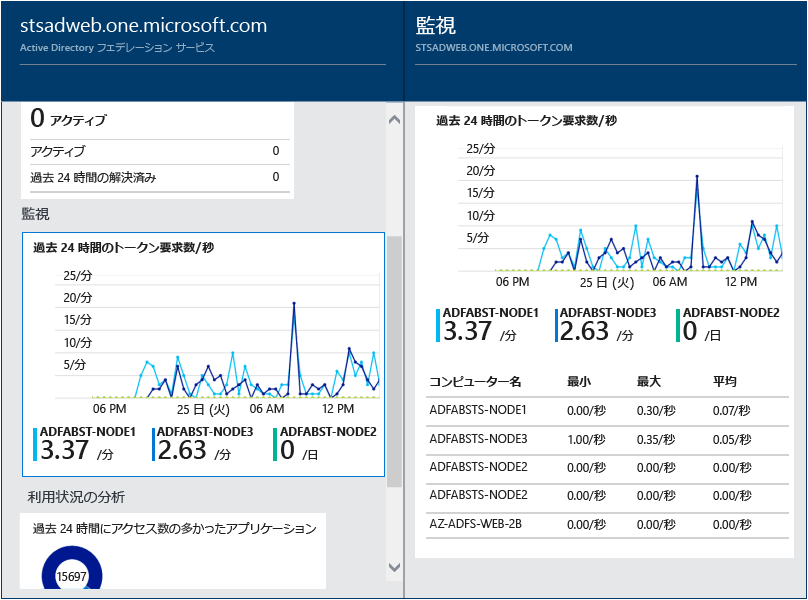 stsadweb.one.microsoft.com
Active Directory フェデレーション サービス
0 アクティブ
アクティブ 0
過去 24 時間の解決済み 0
監視
過去 24 時間のトークン要求数/秒
25/分
20/分
15/分
10/分
5/分
06 PM 25 日 (火) 06 AM 12 PM
ADFABST-NODE1 ADFABST-NODE3 ADFABST-NODE2
3.37 /分 2.63 /分 0 /日
利用状況の分析
過去 24 時間にアクセス数の多かったアプリケーション
15697
監視
STSADWEB.ONE.MICROSOFT.COM
過去 24 時間のトークン要求数/秒
25/分
20/分
15/分
10/分
5/分
06 PM 25 日 (火) 06 AM 12 PM
ADFABST-NODE1 ADFABST-NODE3 ADFABST-NODE2
3.37 /分 2.63 /分 0 /日
コンピューター名 最小 最大 平均
ADFABSTS-NODE1 0.00/秒 0.30/秒 0.07/秒
ADFABSTS-NODE3 1.00/秒 0.35/秒 0.05/秒
ADFABSTS-NODE2 0.00/秒 0.00/秒 0.00/秒
ADFABSTS-NODE2 0.00/秒 0.00/秒 0.00/秒
AZ-ADFS-WEB-2B 0.00/秒 0.00/秒 0.00/秒